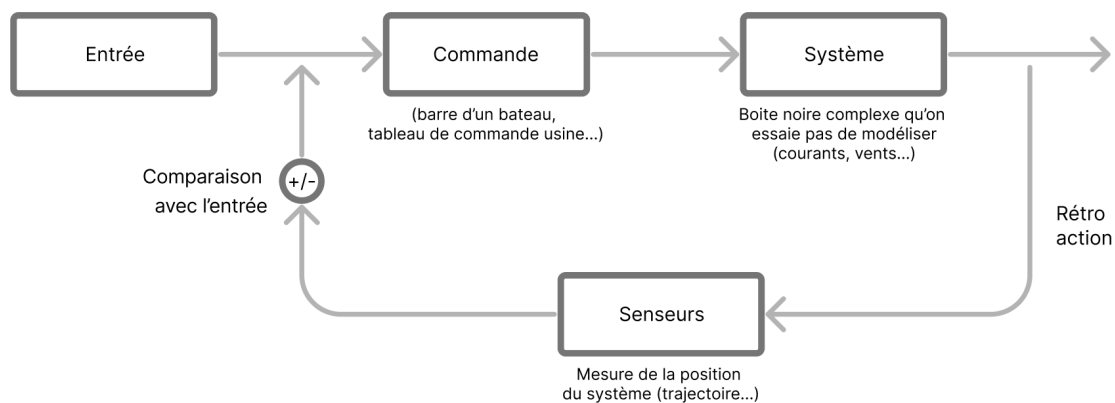 Entrée
Commande
Système
(barre d'un bateau,
tableau de commande usine...)
Boite noire complexe qu'on
essaie pas de modéliser
(courants, vents...)
Comparaison
avec l'entrée
+/-
Rétro
action
Senseurs
Mesure de la position
du système (trajectoire...)